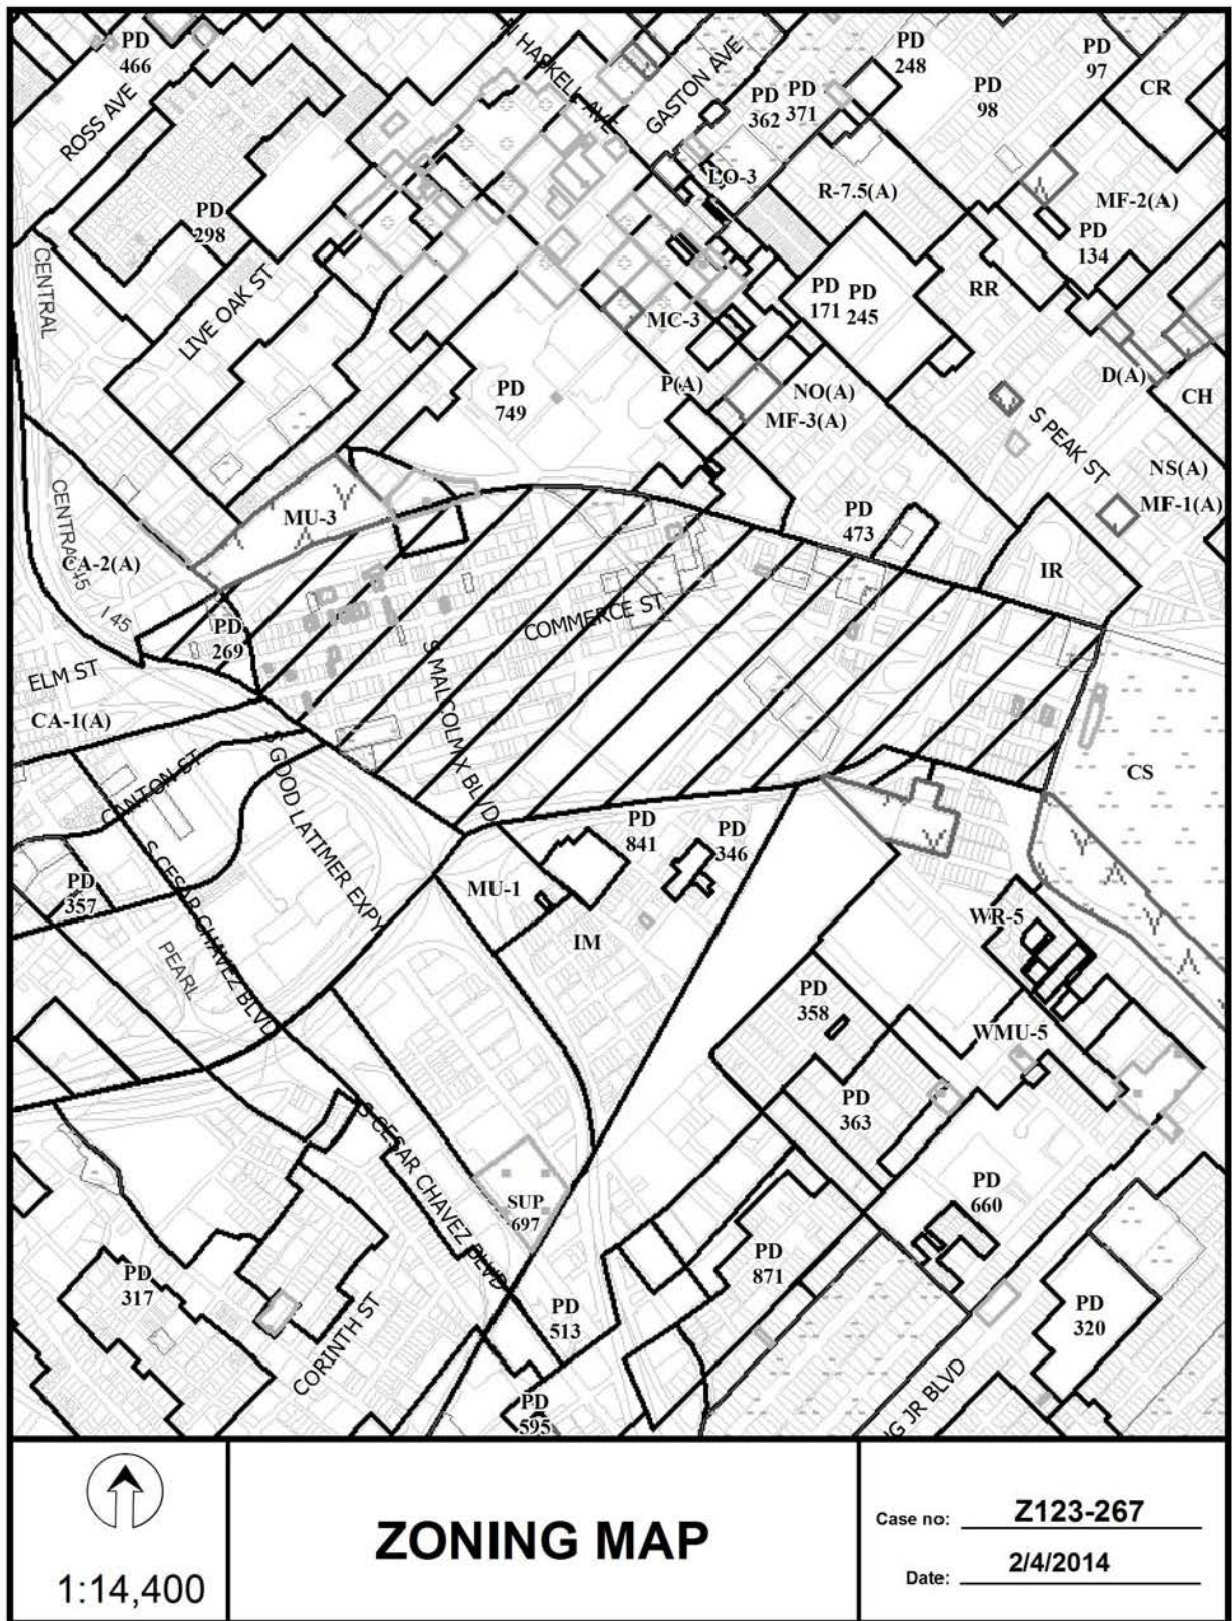 PD
466
ROSS AVE
HASKELL AVE
GASTON AVE
PD
362
PD
371
PD
248
PD
98
PD
97
CR
LO-3
R-7.5(A)
MF-2(A)
PD
298
PD
134
CENTRAL
LIVE OAK ST
PD
171
PD
245
RR
MC-3
P(A)
D(A)
PD
749
NO(A)
MF-3(A)
CH
S PEAK ST
NS(A)
MF-1(A)
CENTRAL
MU-3
PD
473
CA-2(A)
I45
I 45
IR
PD
269
COMMERCE ST
ELM ST
S MALCOLM X BLVD
CA-1(A)
CS
CANTON ST
S GOOD LATIMER EXPY
PD
841
PD
346
PD
357
S CESAR CHAVEZ BLVD
MU-1
WR-5
IM
PEARL
PD
358
WMU-5
PD
363
S CESAR CHAVEZ BLVD
SUP
697
PD
660
PD
871
PD
317
CORINTH ST
PD
513
PD
320
PD
595
NG JR BLVD
1:14,400
ZONING MAP
Case no: Z123-267
Date: 2/4/2014